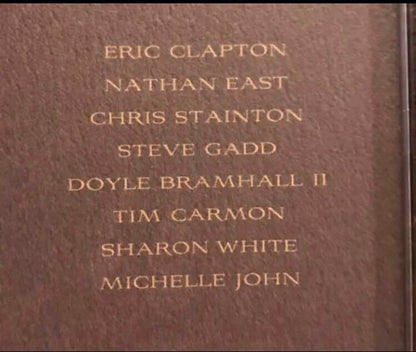 ERIC CLAPTON
NATHAN EAST
CHRIS STAINTON
STEVE GADD
DOYLE BRAMHALL II
TIM CARMON
SHARON WHITE
MICHELLE JOHN